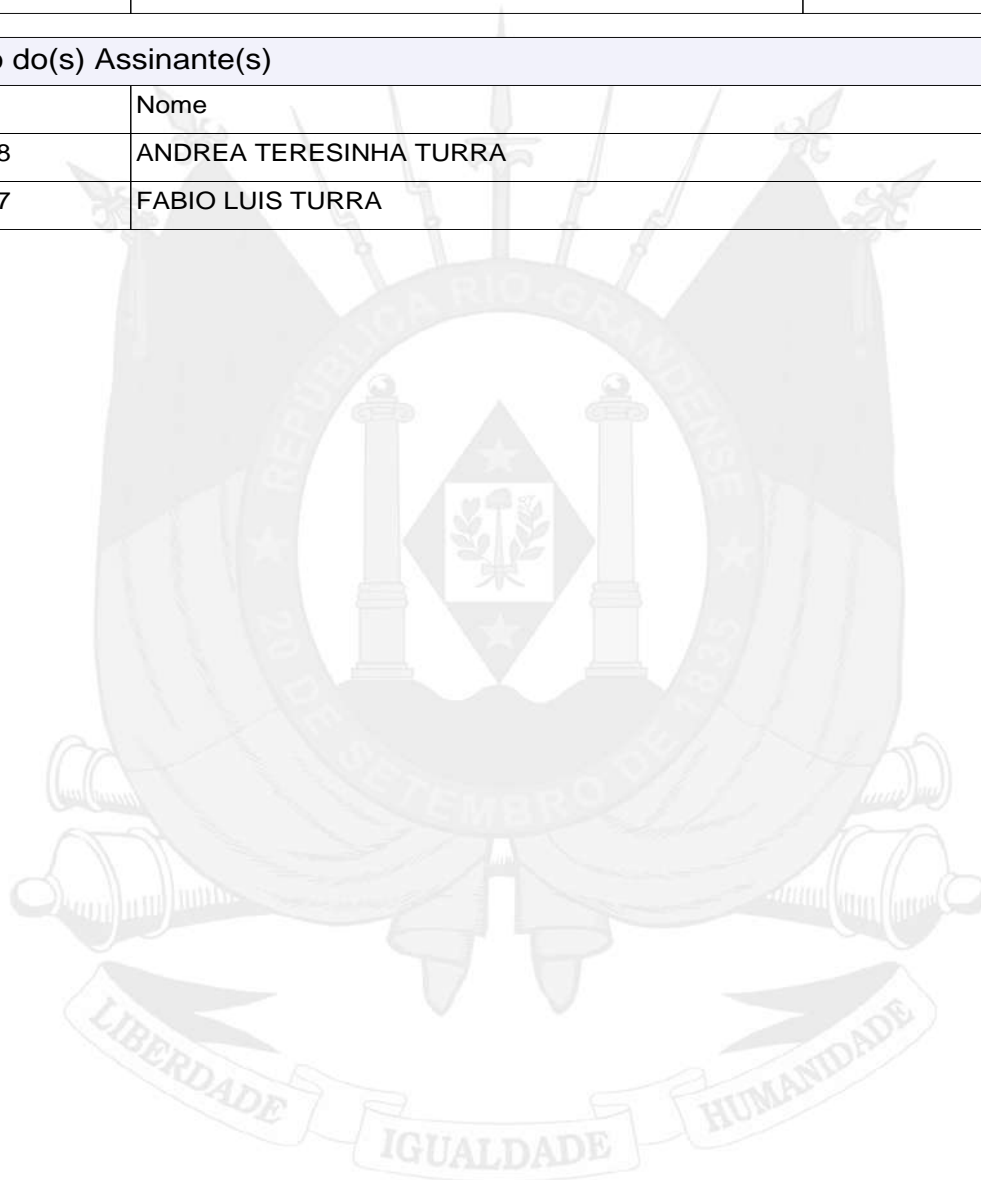 o do(s) Assinante(s)
Nome
8 ANDREA TERESINHA TURRA
7 FABIO LUIS TURRA
REPÚBLICA RIO-GRANDENSE
20 DE SETEMBRO DE 1835
LIBERDADE
IGUALDADE
HUMANIDADE